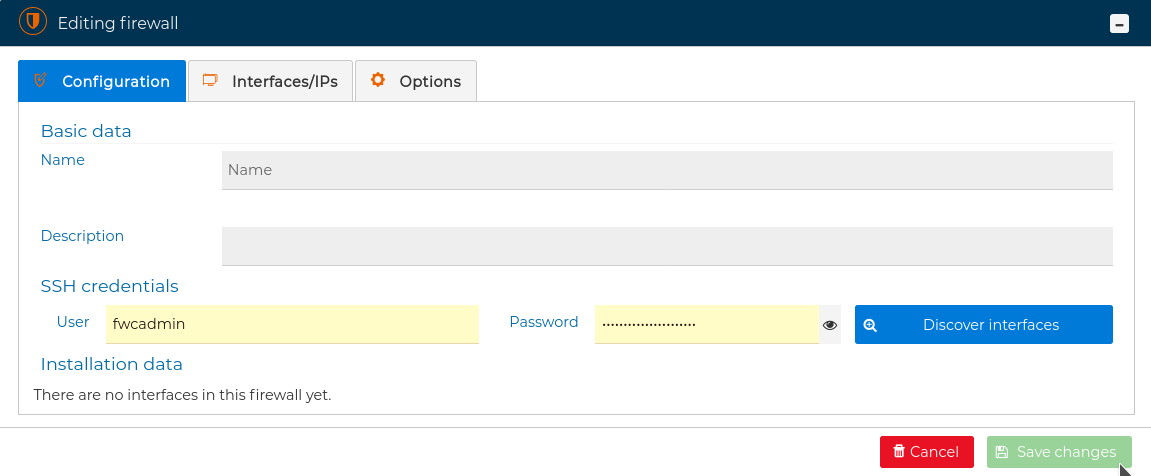 Editing firewall
Configuration Interfaces/IPs Options
Basic data
Name
Name
Description
SSH credentials
User fwcadmin Password ...................... Discover interfaces
Installation data
There are no interfaces in this firewall yet.
Cancel Save changes